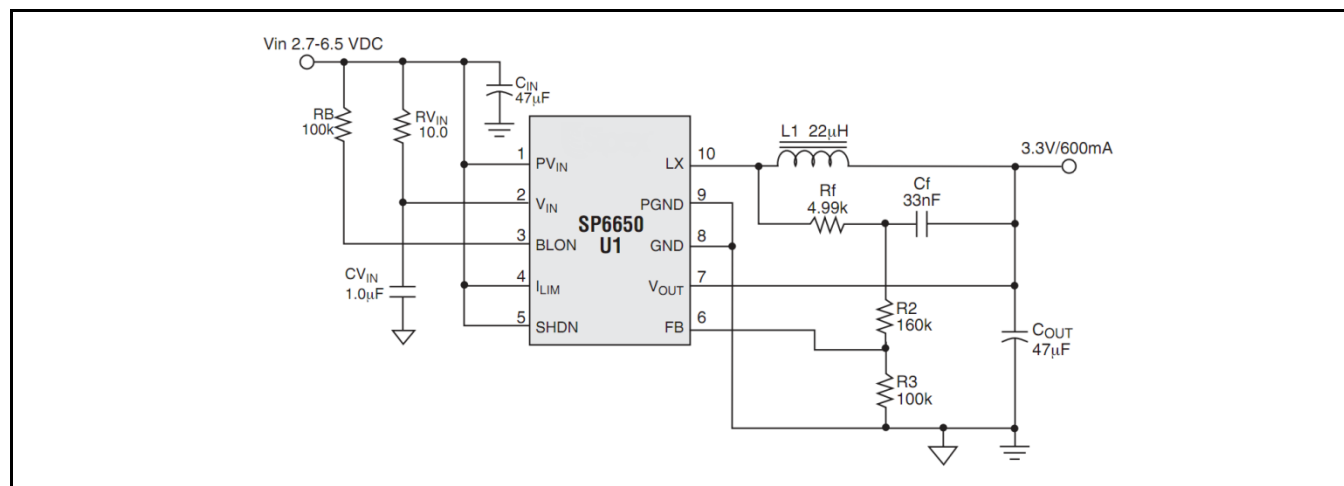 Vin 2.7-6.5 VDC
CIN
47µF
RB
100k
RVIN
10.0
L1 22µH
3.3V/600mA
1
PVIN
LX
10
Rf
4.99k
Cf
33nF
2
VIN
PGND
9
SP6650
U1
3
BLON
GND
8
CVIN
1.0µF
4
ILIM
VOUT
7
5
SHDN
FB
6
R2
160k
COUT
47µF
R3
100k